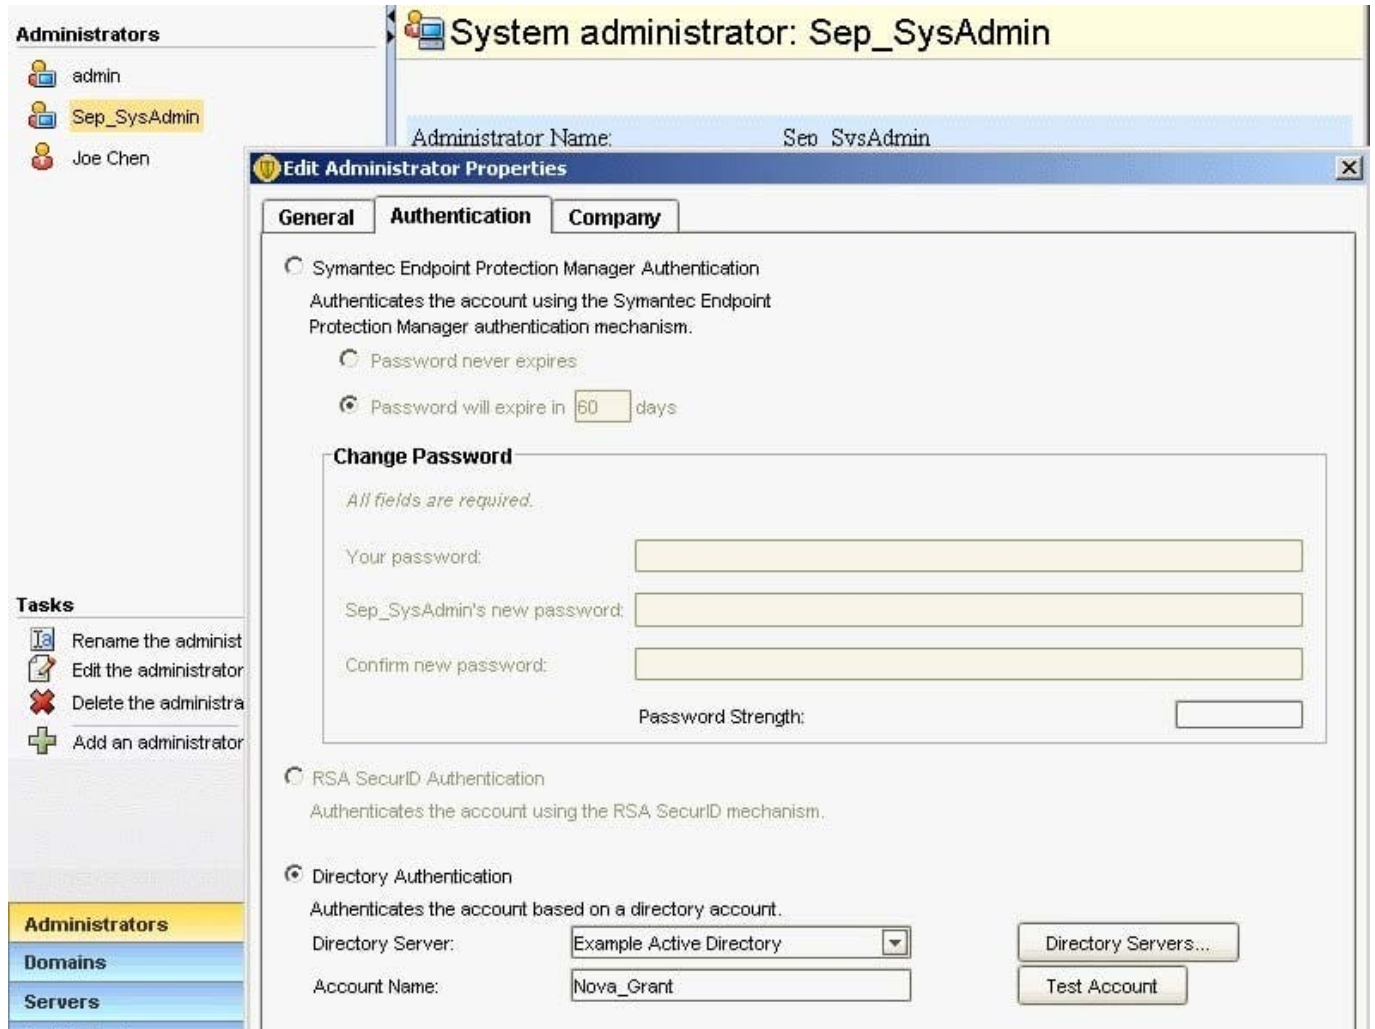 Administrators
admin
Sep_SysAdmin
Joe Chen
System administrator: Sep_SysAdmin
Administrator Name: Sep_SysAdmin
Edit Administrator Properties
General Authentication Company
Symantec Endpoint Protection Manager Authentication
Authenticates the account using the Symantec Endpoint
Protection Manager authentication mechanism.
Password never expires
Password will expire in 60 days
Change Password
All fields are required.
Your password:
Sep_SysAdmin's new password:
Confirm new password:
Password Strength:
RSA SecurID Authentication
Authenticates the account using the RSA SecurID mechanism.
Directory Authentication
Authenticates the account based on a directory account.
Directory Server: Example Active Directory Directory Servers...
Account Name: Nova_Grant Test Account
Tasks
Rename the administ
Edit the administrator
Delete the administra
Add an administrator
Administrators
Domains
Servers